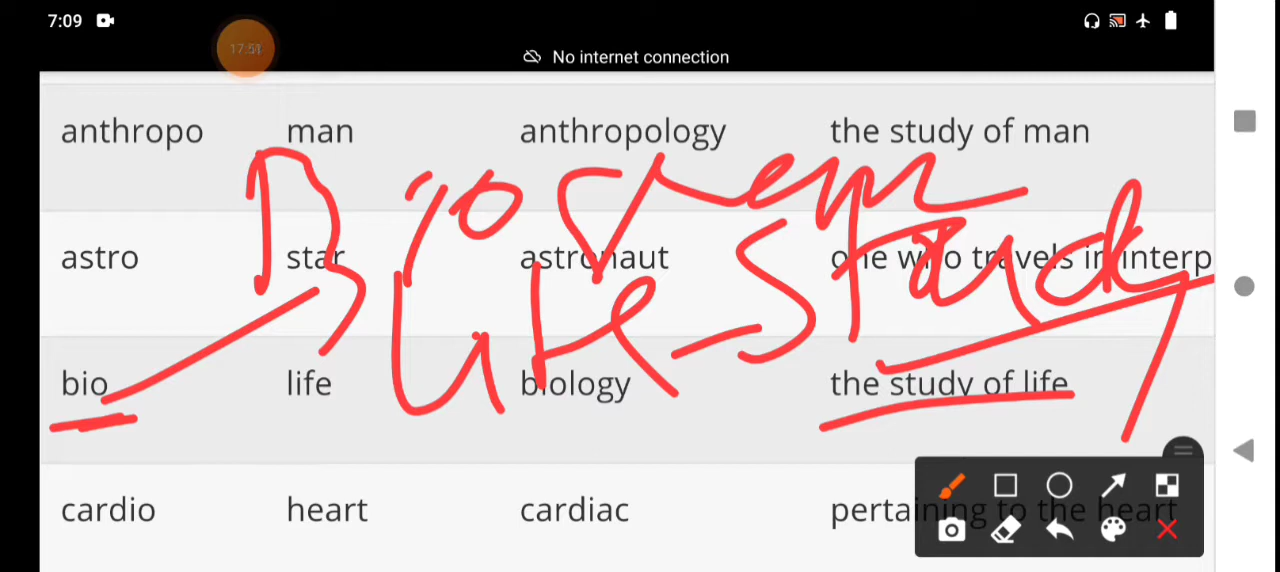 7:09
17:51
No internet connection
anthropo man anthropology the study of man
Bio
astro star astronaut one who travels in interp
Life Study
bio life biology the study of life
cardio heart cardiac pertaining to the heart